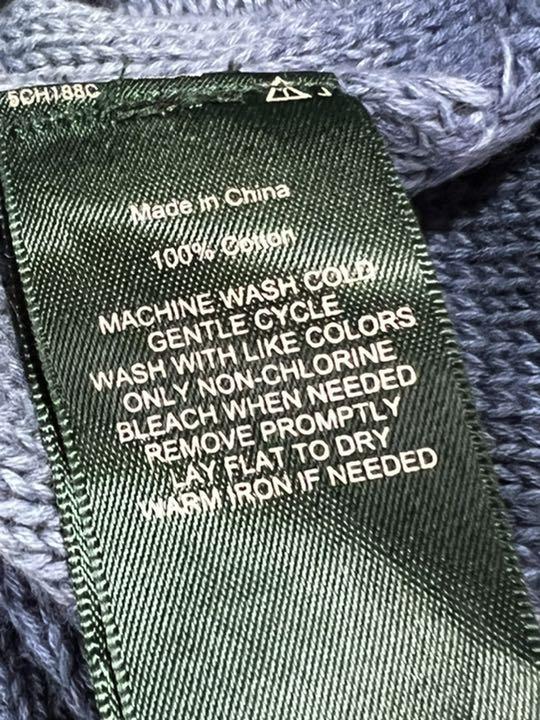 5CH188C
Made in China
100% Cotton
MACHINE WASH COLD
GENTLE CYCLE
WASH WITH LIKE COLORS
ONLY NON-CHLORINE
BLEACH WHEN NEEDED
REMOVE PROMPTLY
LAY FLAT TO DRY
WARM IRON IF NEEDED